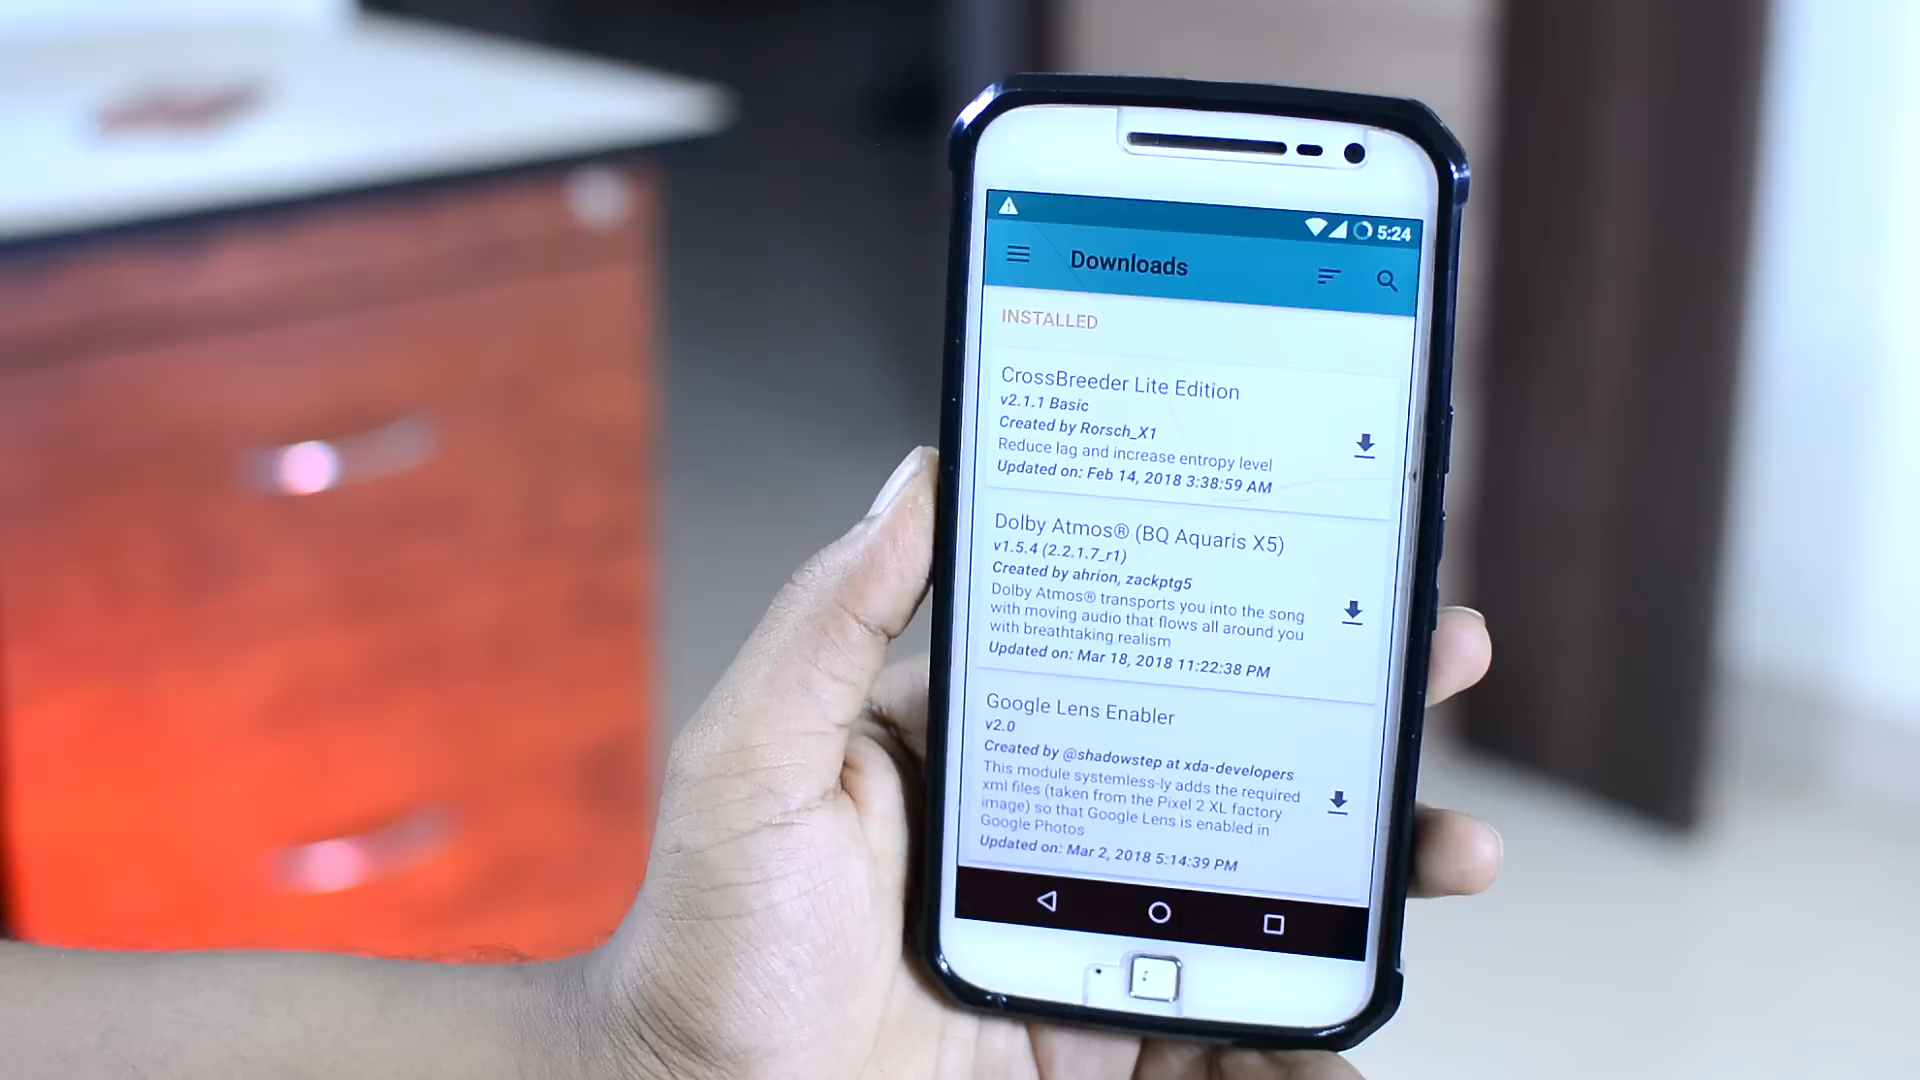 5:24
Downloads
INSTALLED
CrossBreeder Lite Edition
v2.1.1 Basic
Created by Rorsch_X1
Reduce lag and increase entropy level
Updated on: Feb 14, 2018 3:38:59 AM
Dolby Atmos® (BQ Aquaris X5)
v1.5.4 (2.2.1.7_r1)
Created by ahrion, zackptg5
Dolby Atmos® transports you into the song
with moving audio that flows all around you
with breathtaking realism
Updated on: Mar 18, 2018 11:22:38 PM
Google Lens Enabler
v2.0
Created by @shadowstep at xda-developers
This module systemless-ly adds the required
xml files (taken from the Pixel 2 XL factory
image) so that Google Lens is enabled in
Google Photos
Updated on: Mar 2, 2018 5:14:39 PM